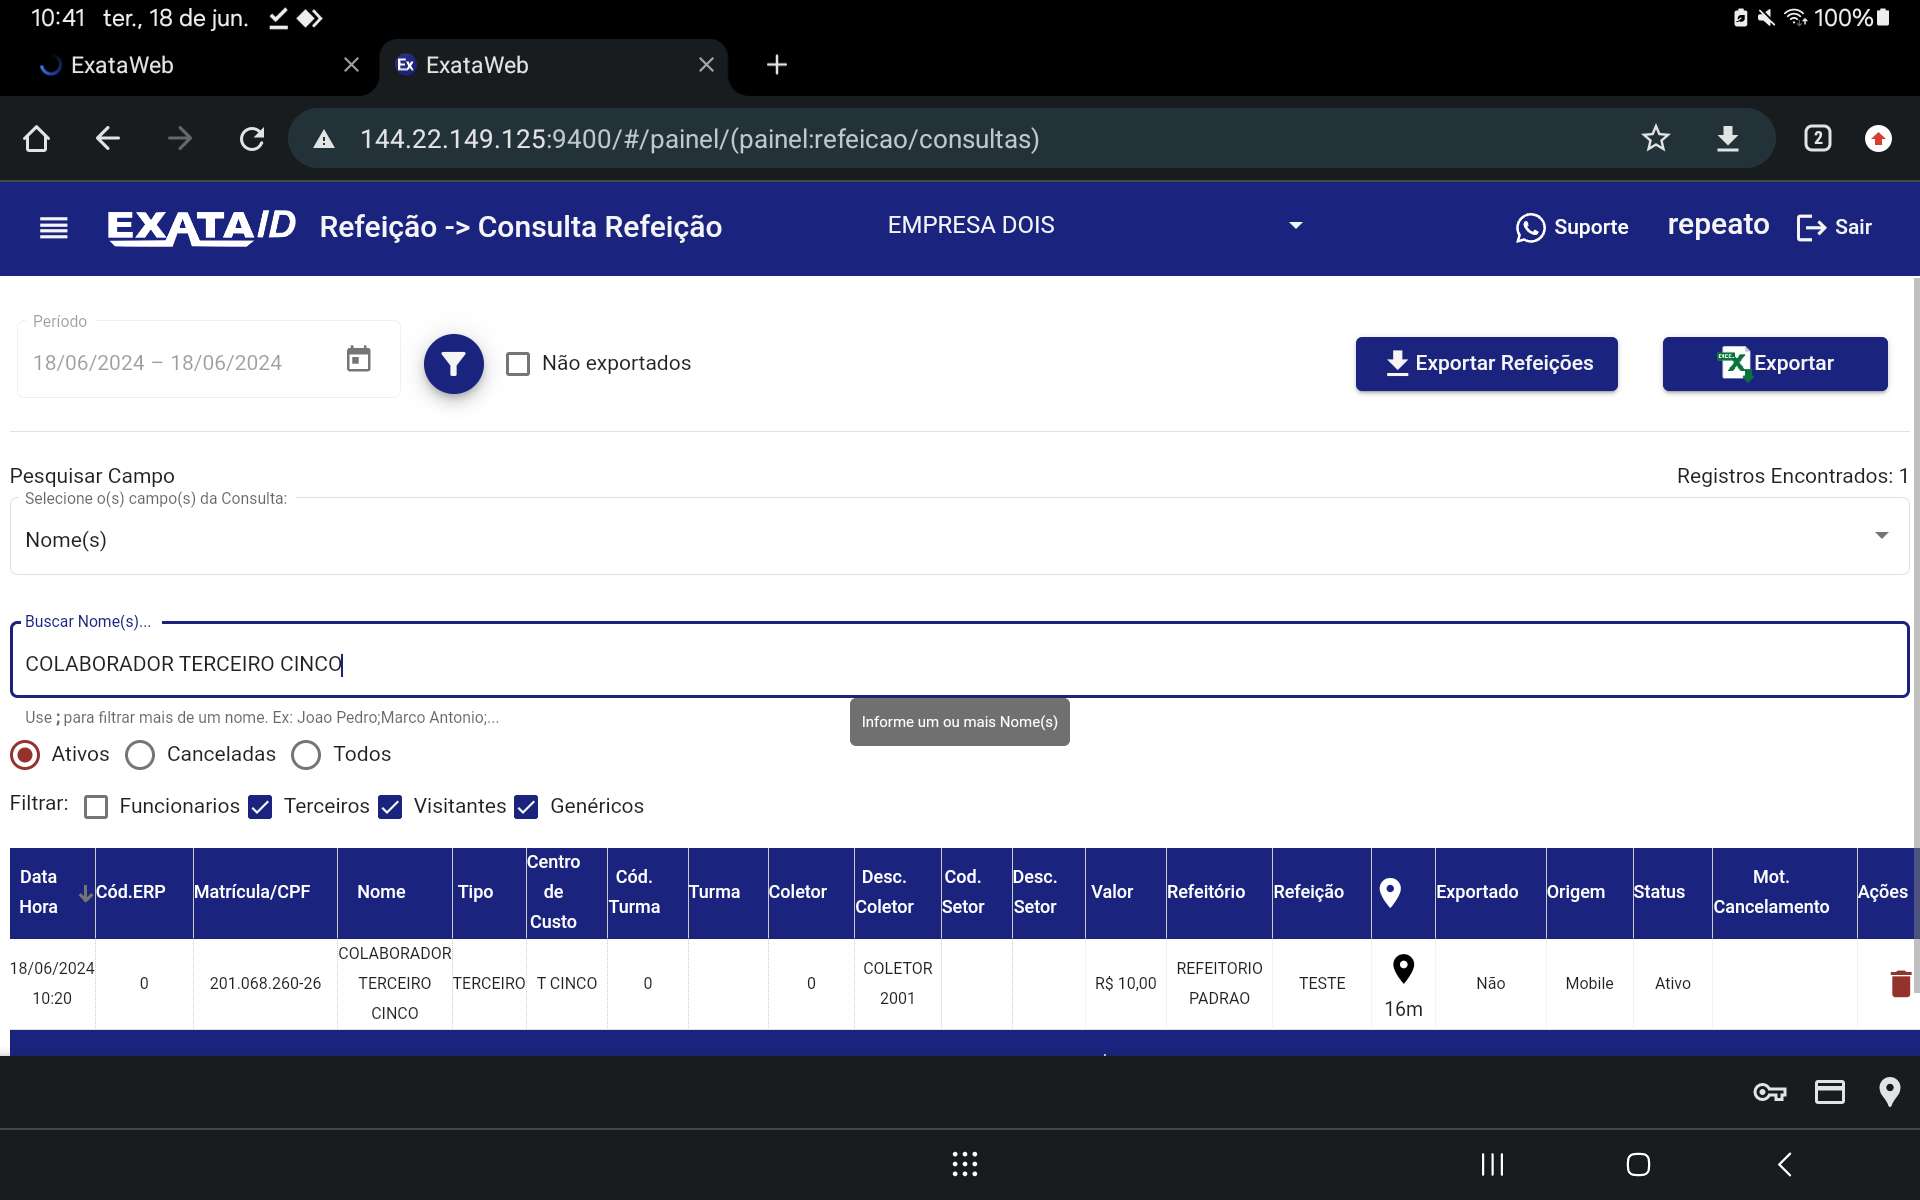 10:41 ter., 18 de jun.
100%
ExataWeb
Ex ExataWeb
144.22.149.125:9400/#/painel/(painel:refeicao/consultas)
2
EXATA/ID
Refeição -> Consulta Refeição
EMPRESA DOIS
Suporte
repeato
Sair
Período
18/06/2024 – 18/06/2024
Não exportados
Exportar Refeições
Exportar
Pesquisar Campo
Registros Encontrados: 1
Selecione o(s) campo(s) da Consulta:
Nome(s)
Buscar Nome(s)...
COLABORADOR TERCEIRO CINCO
Use ; para filtrar mais de um nome. Ex: Joao Pedro;Marco Antonio;...
Informe um ou mais Nome(s)
Ativos Canceladas Todos
Filtrar: Funcionarios Terceiros Visitantes Genéricos
Data Hora
Cód.ERP
Matrícula/CPF
Nome
Tipo
Centro de Custo
Cód. Turma
Turma
Coletor
Desc. Coletor
Cod. Setor
Desc. Setor
Valor
Refeitório
Refeição
Exportado
Origem
Status
Mot. Cancelamento
Ações
18/06/2024 10:20
0
201.068.260-26
COLABORADOR TERCEIRO CINCO
TERCEIRO
T CINCO
0
0
COLETOR 2001
R$ 10,00
REFEITORIO PADRAO
TESTE
16m
Não
Mobile
Ativo